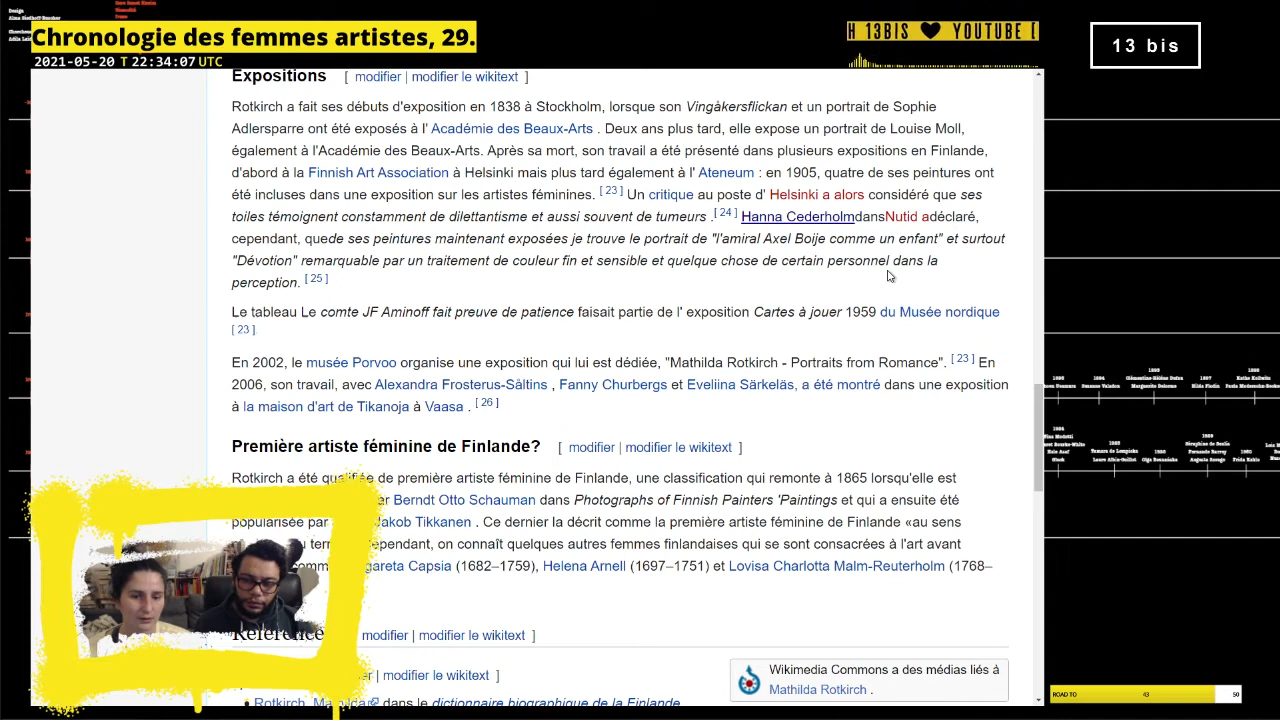 Design
Chronologie des femmes artistes, 29.
2021-05-20 T 22:34:07 UTC
H 13BIS ♥ YOUTUBE [
13 bis
Expositions [ modifier | modifier le wikitext ]
Rotkirch a fait ses débuts d'exposition en 1838 à Stockholm, lorsque son Vingàkersflickan et un portrait de Sophie
Adlersparre ont été exposés à l' Académie des Beaux-Arts . Deux ans plus tard, elle expose un portrait de Louise Moll,
également à l'Académie des Beaux-Arts. Après sa mort, son travail a été présenté dans plusieurs expositions en Finlande,
d'abord à la Finnish Art Association à Helsinki mais plus tard également à l' Ateneum : en 1905, quatre de ses peintures ont
été incluses dans une exposition sur les artistes féminines. [ 23 ] Un critique au poste d' Helsinki a alors considéré que ses
toiles témoignent constamment de dilettantisme et aussi souvent de tumeurs .[ 24 ] Hanna CederholmdansNutid adéclaré,
cependant, quede ses peintures maintenant exposées je trouve le portrait de "l'amiral Axel Boije comme un enfant" et surtout
"Dévotion" remarquable par un traitement de couleur fin et sensible et quelque chose de certain personnel dans la
perception. [ 25 ]
Le tableau Le comte JF Aminoff fait preuve de patience faisait partie de l' exposition Cartes à jouer 1959 du Musée nordique
[ 23 ].
En 2002, le musée Porvoo organise une exposition qui lui est dédiée, "Mathilda Rotkirch - Portraits from Romance". [ 23 ] En
2006, son travail, avec Alexandra Frosterus-Såltins , Fanny Churbergs et Eveliina Särkeläs, a été montré dans une exposition
à la maison d'art de Tikanoja à Vaasa . [ 26 ]
Première artiste féminine de Finlande? [ modifier | modifier le wikitext ]
Rotkirch a été qualifiée de première artiste féminine de Finlande, une classification qui remonte à 1865 lorsqu'elle est
Berndt Otto Schauman dans Photographs of Finnish Painters 'Paintings et qui a ensuite été
popularisée par Jakob Tikkanen . Ce dernier la décrit comme la première artiste féminine de Finlande «au sens
on connaît quelques autres femmes finlandaises qui se sont consacrées à l'art avant
Capsia (1682–1759), Helena Arnell (1697–1751) et Lovisa Charlotta Malm-Reuterholm (1768–
Référence modifier | modifier le wikitext ]
modifier | modifier le wikitext ]
Wikimedia Commons a des médias liés à
Mathilda Rotkirch .
Rotkirch, Mathilda dans le dictionnaire biographique de la Finlande
ROAD TO 43 50